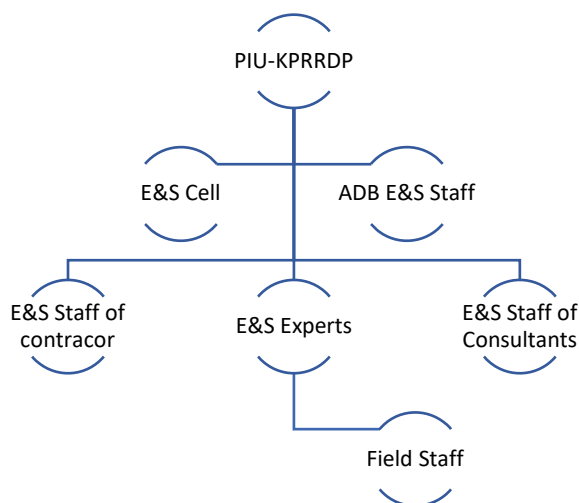 PIU-KPRRDP
E&S Cell
ADB E&S Staff
E&S Staff of
contracor
E&S Experts
E&S Staff of
Consultants
Field Staff